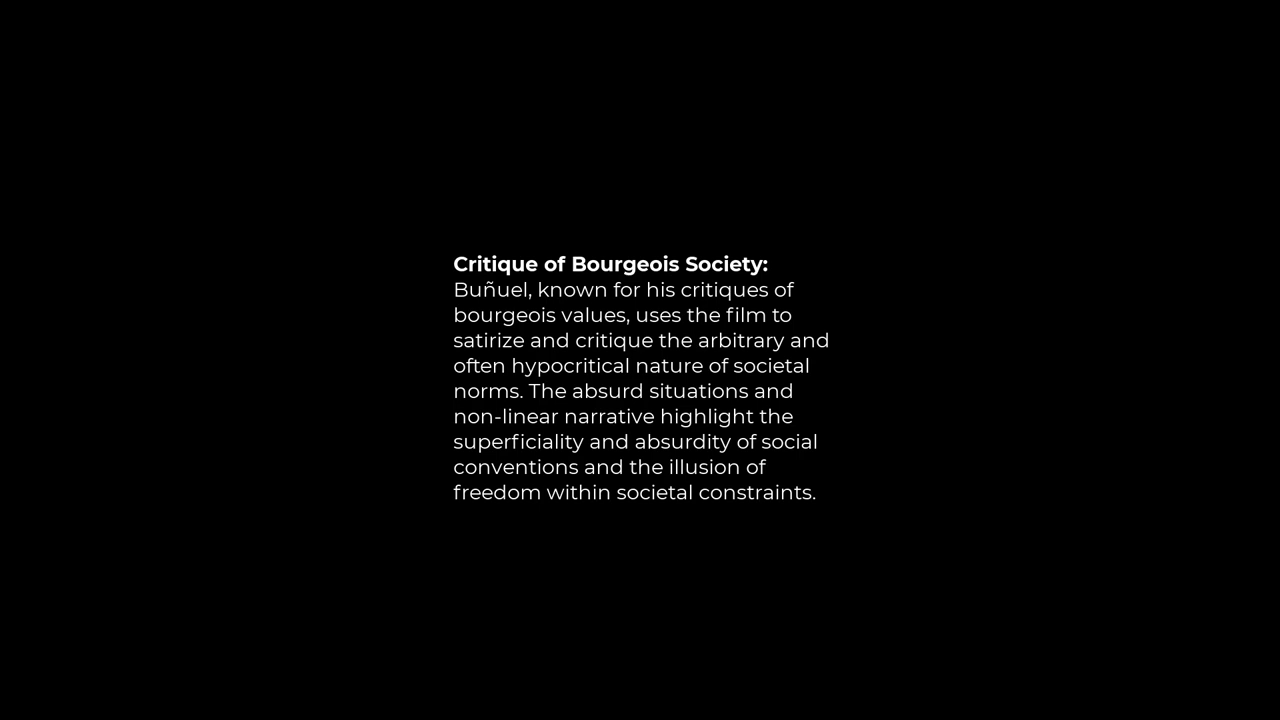 Critique of Bourgeois Society:
Buñuel, known for his critiques of
bourgeois values, uses the film to
satirize and critique the arbitrary and
often hypocritical nature of societal
norms. The absurd situations and
non-linear narrative highlight the
superficiality and absurdity of social
conventions and the illusion of
freedom within societal constraints.